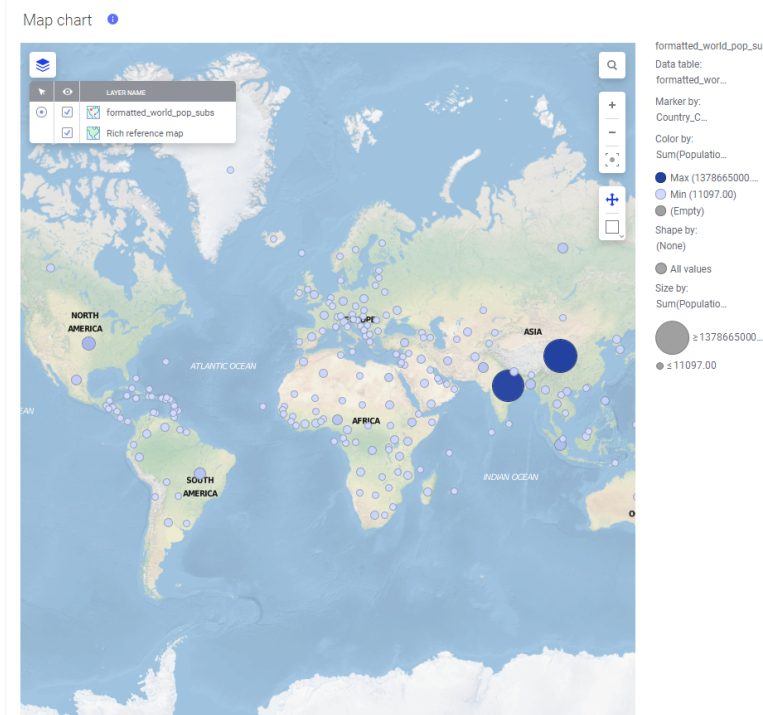 Map chart
LAYER NAME
formatted_world_pop_subs
Rich reference map
NORTH
AMERICA
ATLANTIC OCEAN
ASIA
AFRICA
SOUTH
AMERICA
INDIAN OCEAN
formatted_world_pop_su
Data table:
formatted_wor...
Marker by:
Country_C...
Color by:
Sum(Populatio...
Max (1378665000....
Min (11097.00)
(Empty)
Shape by:
(None)
All values
Size by:
Sum(Populatio...
≥1378665000...
≤11097.00